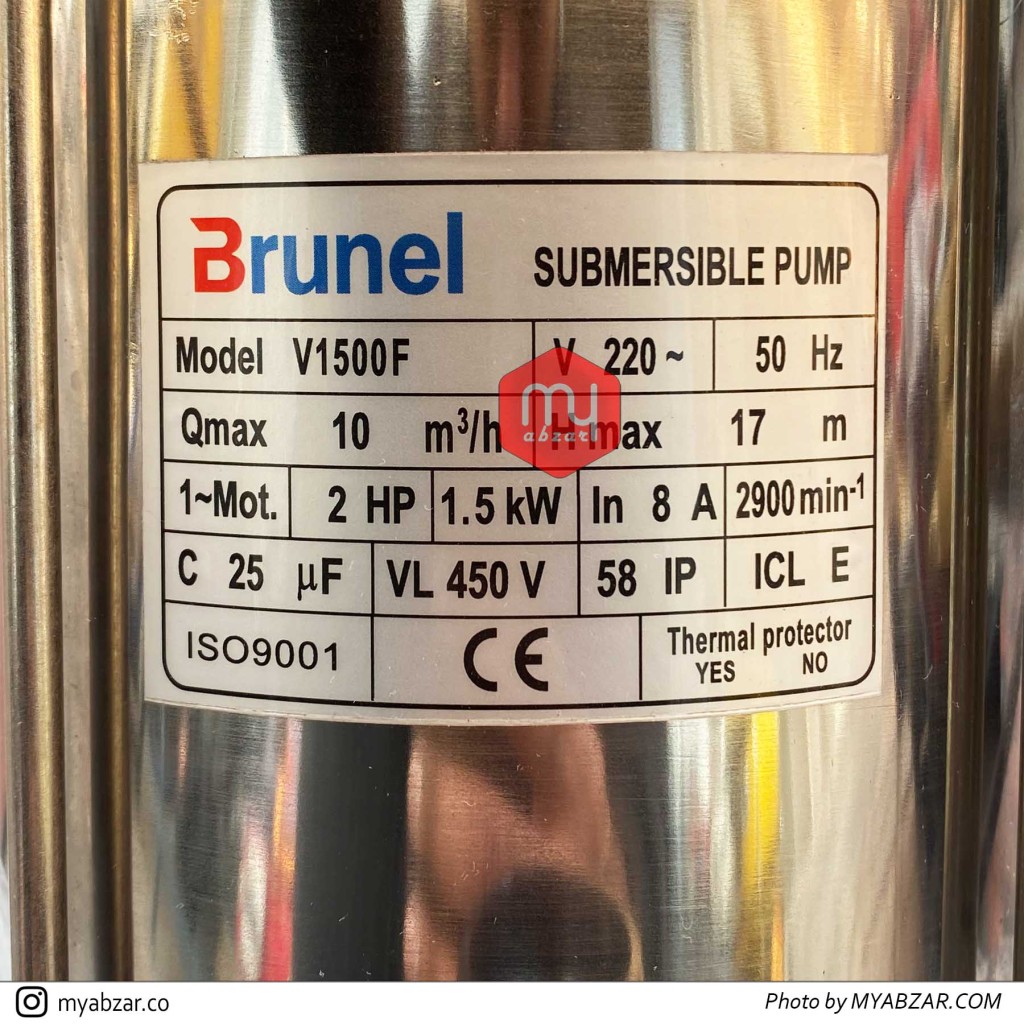 Brunel SUBMERSIBLE PUMP
Model V1500F V 220 ~ 50 Hz
Qmax 10 m³/h H max 17 m
my
abzar
1~Mot. 2 HP 1.5 kW In 8 A 2900 min⁻¹
C 25 µF VL 450 V 58 IP ICL E
ISO9001 CE Thermal protector
YES NO
myabzar.co Photo by MYABZAR.COM